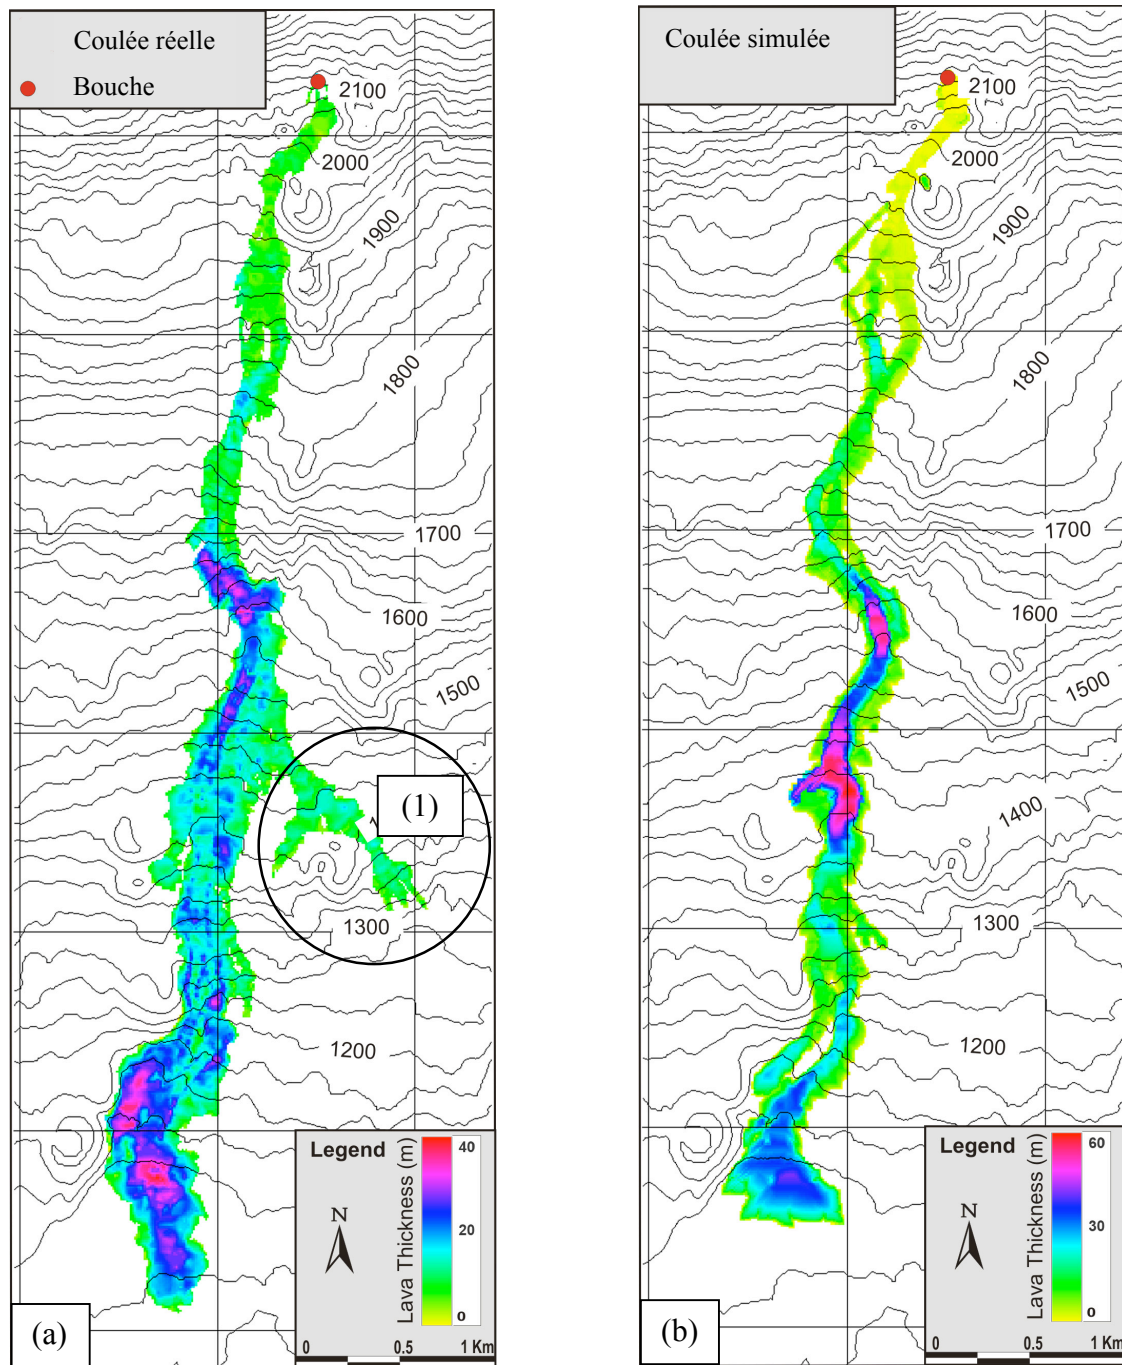 Coulée réelle
Bouche
2100
2000
1900
1800
1700
1600
1500
(1)
1300
1200
Legend
Lava Thickness (m)
40
20
0
N
0 0.5 1 Km
(a)
Coulée simulée
2100
2000
1900
1800
1700
1600
1500
1400
1300
1200
Legend
Lava Thickness (m)
60
30
0
N
0 0.5 1 Km
(b)